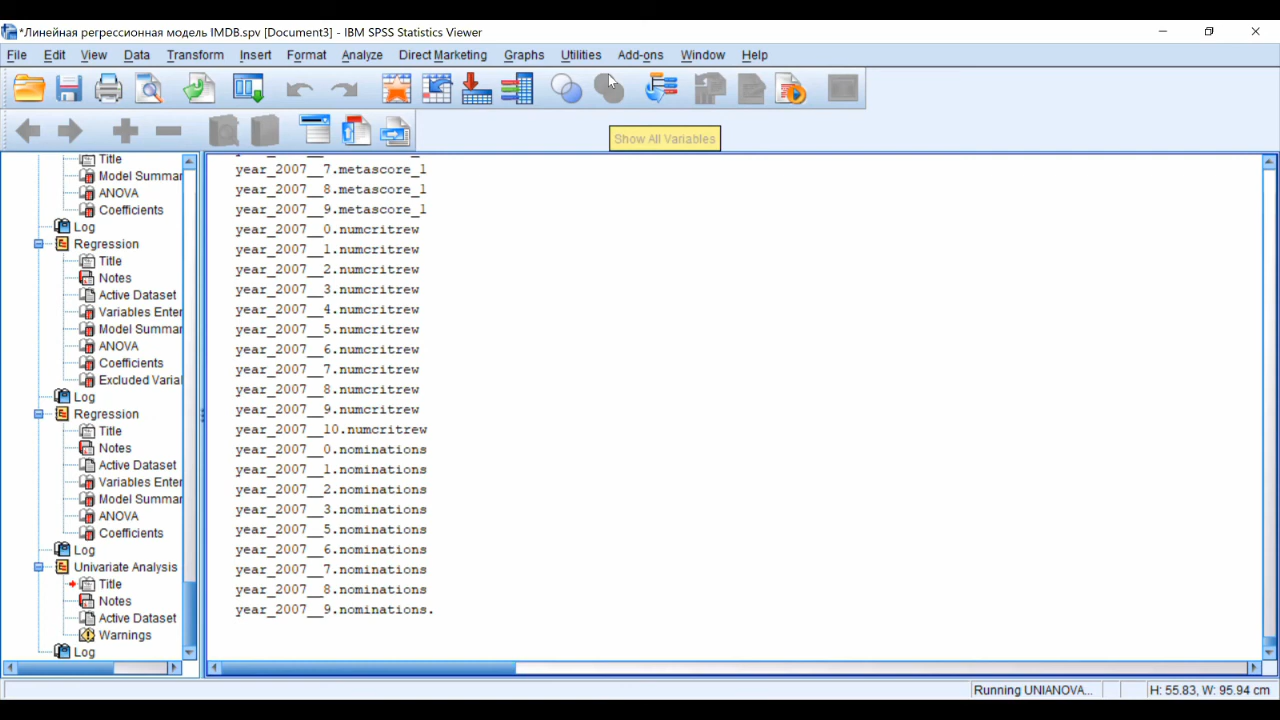 *Линейная регрессионная модель IMDB.spv [Document3] - IBM SPSS Statistics Viewer
File Edit View Data Transform Insert Format Analyze Direct Marketing Graphs Utilities Add-ons Window Help
Show All Variables
Title
Model Summar
ANOVA
Coefficients
Log
Regression
Title
Notes
Active Dataset
Variables Enter
Model Summar
ANOVA
Coefficients
Excluded Varial
Log
Regression
Title
Notes
Active Dataset
Variables Enter
Model Summar
ANOVA
Coefficients
Log
Univariate Analysis
Title
Notes
Active Dataset
Warnings
Log
year_2007__7.metascore_1
year_2007__8.metascore_1
year_2007__9.metascore_1
year_2007__0.numcritrew
year_2007__1.numcritrew
year_2007__2.numcritrew
year_2007__3.numcritrew
year_2007__4.numcritrew
year_2007__5.numcritrew
year_2007__6.numcritrew
year_2007__7.numcritrew
year_2007__8.numcritrew
year_2007__9.numcritrew
year_2007__10.numcritrew
year_2007__0.nominations
year_2007__1.nominations
year_2007__2.nominations
year_2007__3.nominations
year_2007__5.nominations
year_2007__6.nominations
year_2007__7.nominations
year_2007__8.nominations
year_2007__9.nominations.
Running UNIANOVA... H: 55.83, W: 95.94 cm